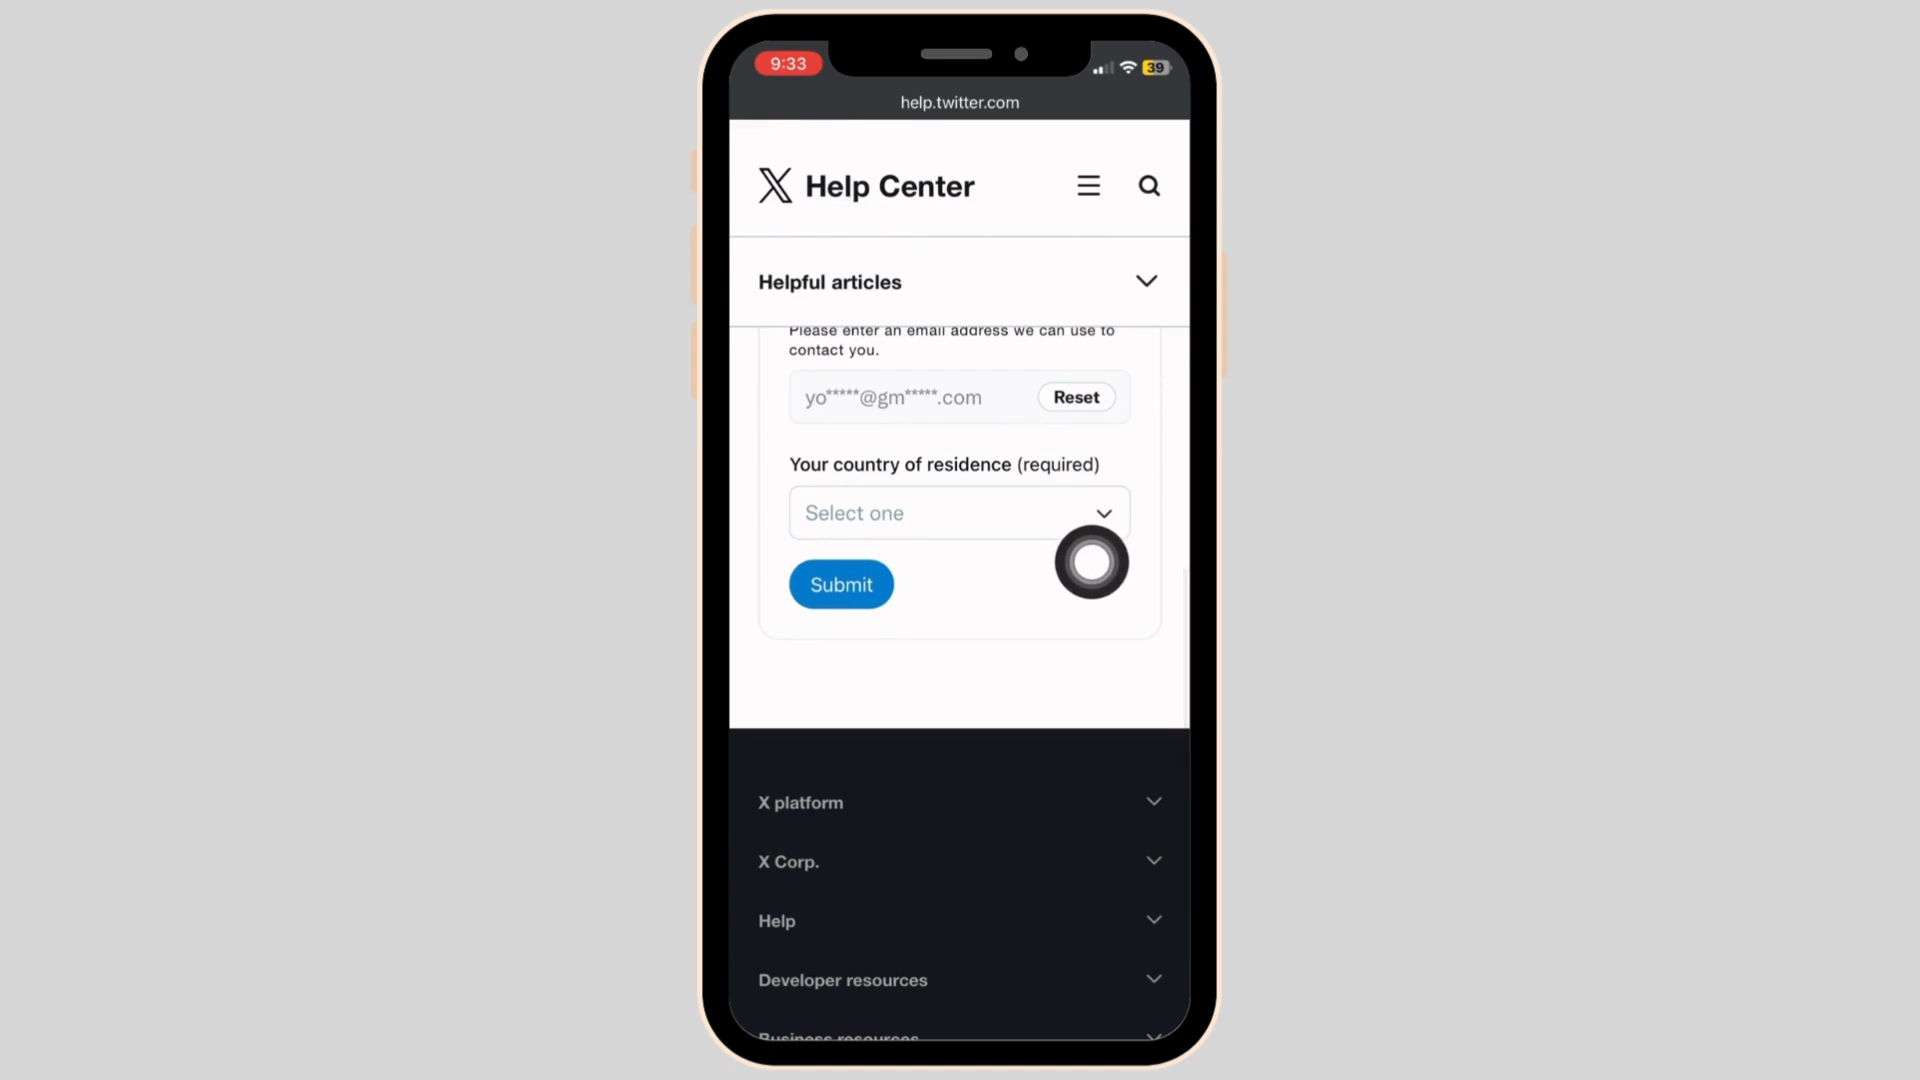 9:33
39
help.twitter.com
X Help Center
Helpful articles
Please enter an email address we can use to
contact you.
yo*****@gm*****.com
Reset
Your country of residence (required)
Select one
Submit
X platform
X Corp.
Help
Developer resources
Business resources